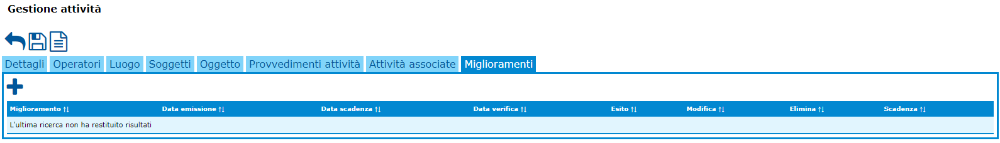 Gestione attività
Dettagli Operatori Luogo Soggetti Oggetto Provvedimenti attività Attività associate Miglioramenti
Miglioramento Data emissione Data scadenza Data verifica Esito Modifica Elimina Scadenza
L'ultima ricerca non ha restituito risultati